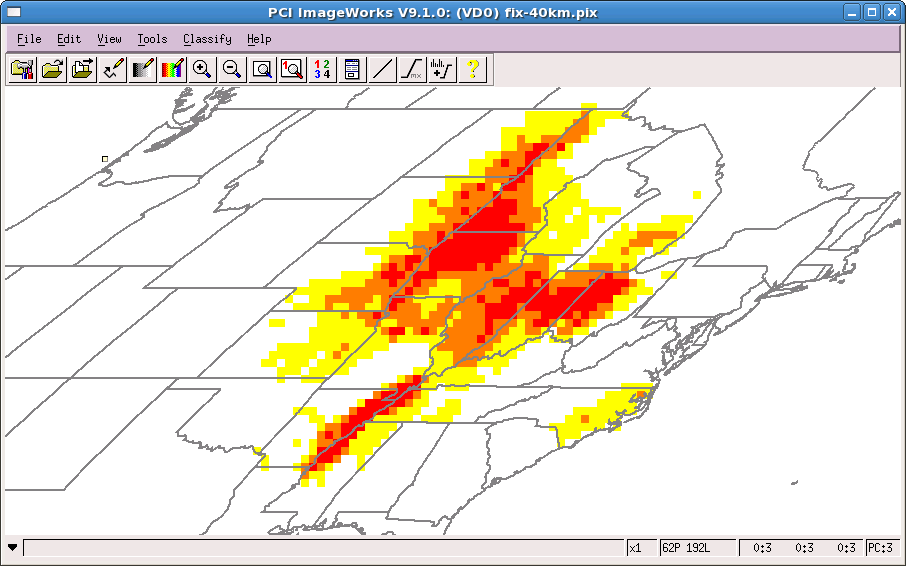 PCI ImageWorks V9.1.0: (VD0) fix-40km.pix
File Edit View Tools Classify Help
1 2 3 4 ?
x1 62P 192L 0:3 0:3 0:3 PC:3